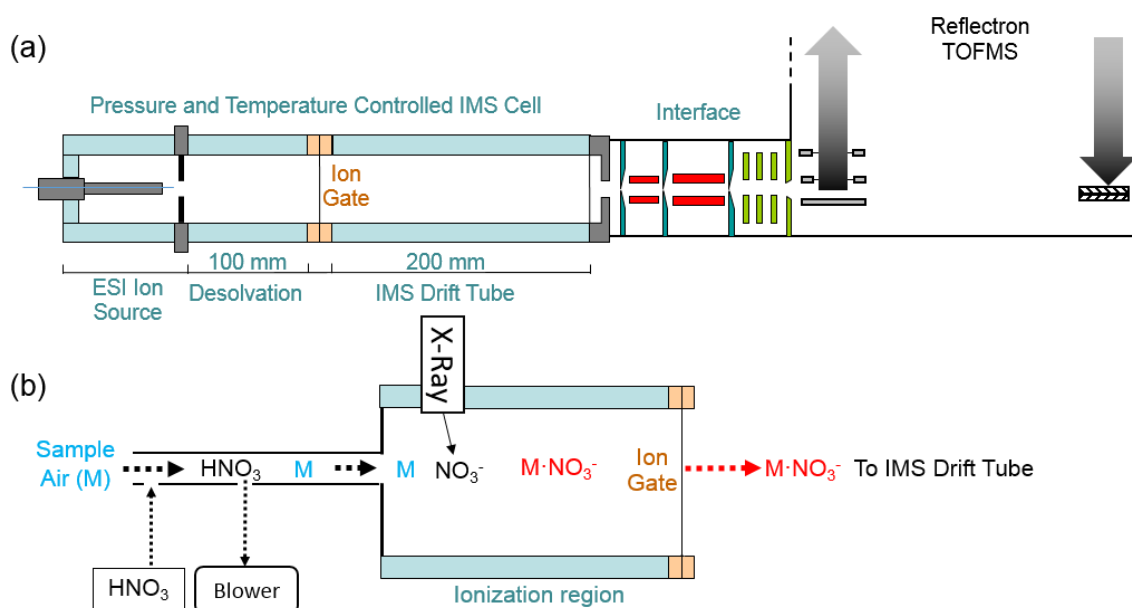 (a)
Reflectron
TOFMS
Pressure and Temperature Controlled IMS Cell
Interface
Ion
Gate
100 mm
200 mm
ESI Ion
Source
Desolvation
IMS Drift Tube
X-Ray
(b)
Sample
Air (M)
HNO₃
M
M
NO₃⁻
M·NO₃⁻
Ion
Gate
M·NO₃⁻
To IMS Drift Tube
HNO₃
Blower
Ionization region